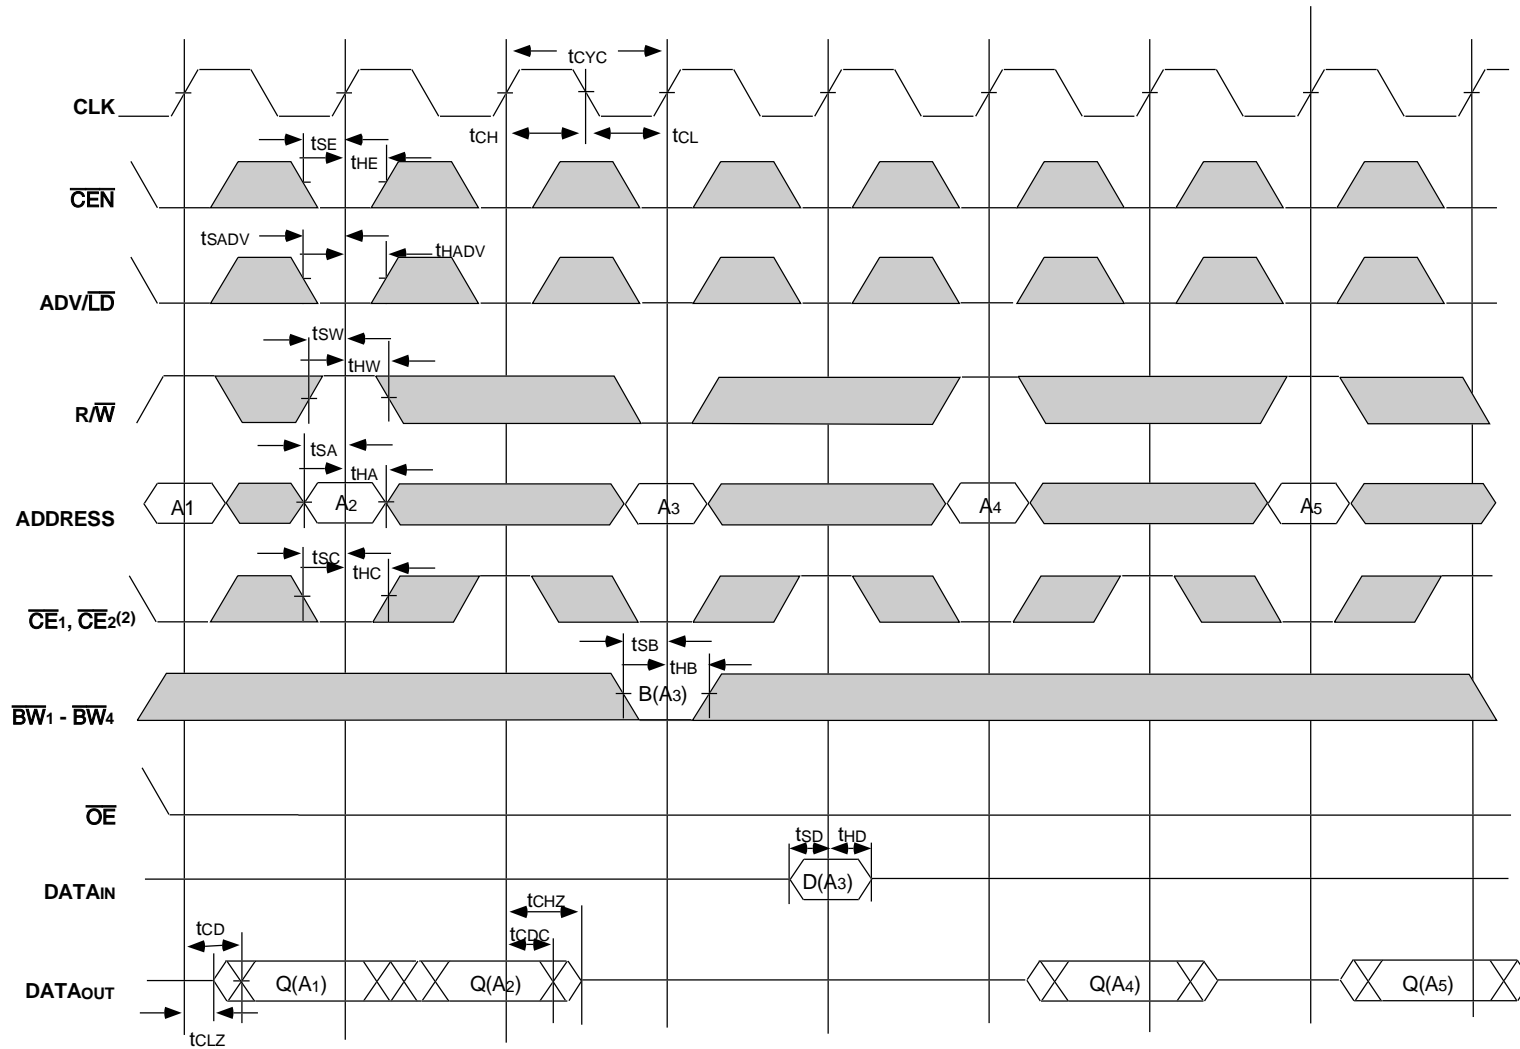 tCYC
CLK
tCH
tCL
tSE
tHE
CEN
tSADV
tHADV
ADV/LD
tSW
tHW
R/W
tSA
tHA
ADDRESS
A1
A2
A3
A4
A5
tSC
tHC
CE1, CE2(2)
tSB
tHB
B(A3)
BW1 - BW4
OE
tSD
tHD
DATAIN
D(A3)
tCHZ
tCD
tCDC
DATAOUT
Q(A1)
Q(A2)
Q(A4)
Q(A5)
tCLZ